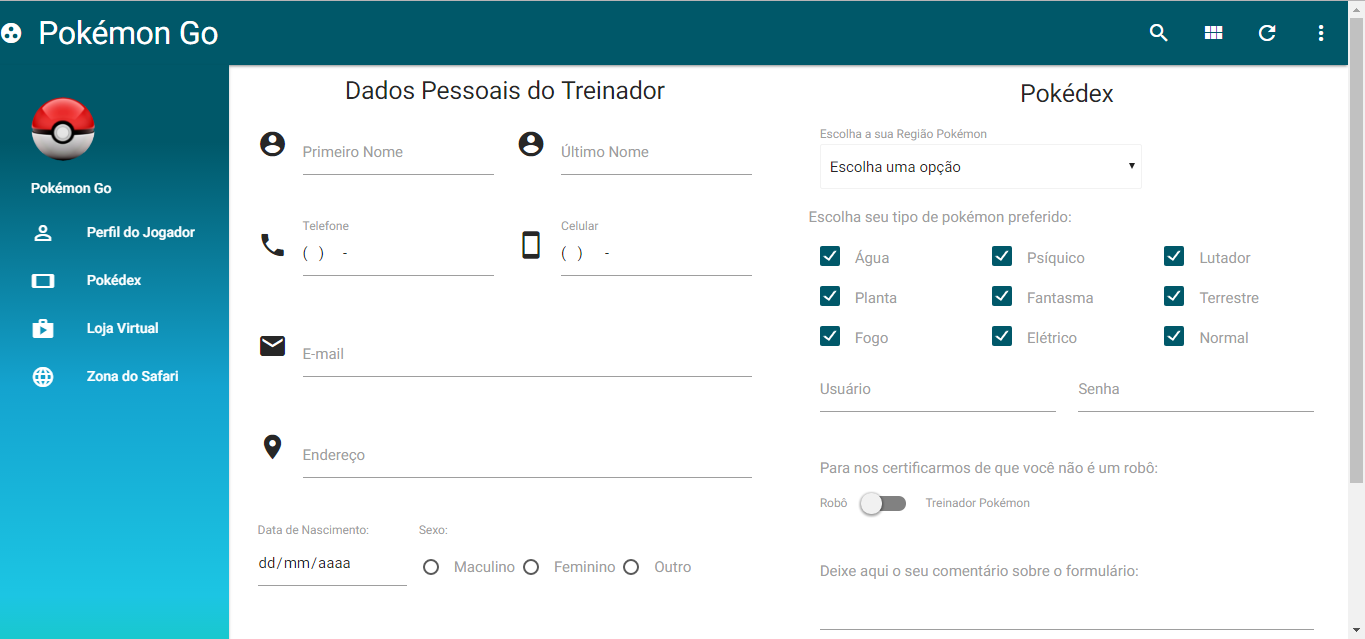 Pokémon Go
Pokémon Go
Perfil do Jogador
Pokédex
Loja Virtual
Zona do Safari
Dados Pessoais do Treinador
Primeiro Nome
Último Nome
Telefone
Celular
( ) -
( ) -
E-mail
Endereço
Data de Nascimento:
Sexo:
dd/mm/aaaa
Maculino
Feminino
Outro
Pokédex
Escolha a sua Região Pokémon
Escolha uma opção
Escolha seu tipo de pokémon preferido:
Água
Psíquico
Lutador
Planta
Fantasma
Terrestre
Fogo
Elétrico
Normal
Usuário
Senha
Para nos certificarmos de que você não é um robô:
Robô
Treinador Pokémon
Deixe aqui o seu comentário sobre o formulário: